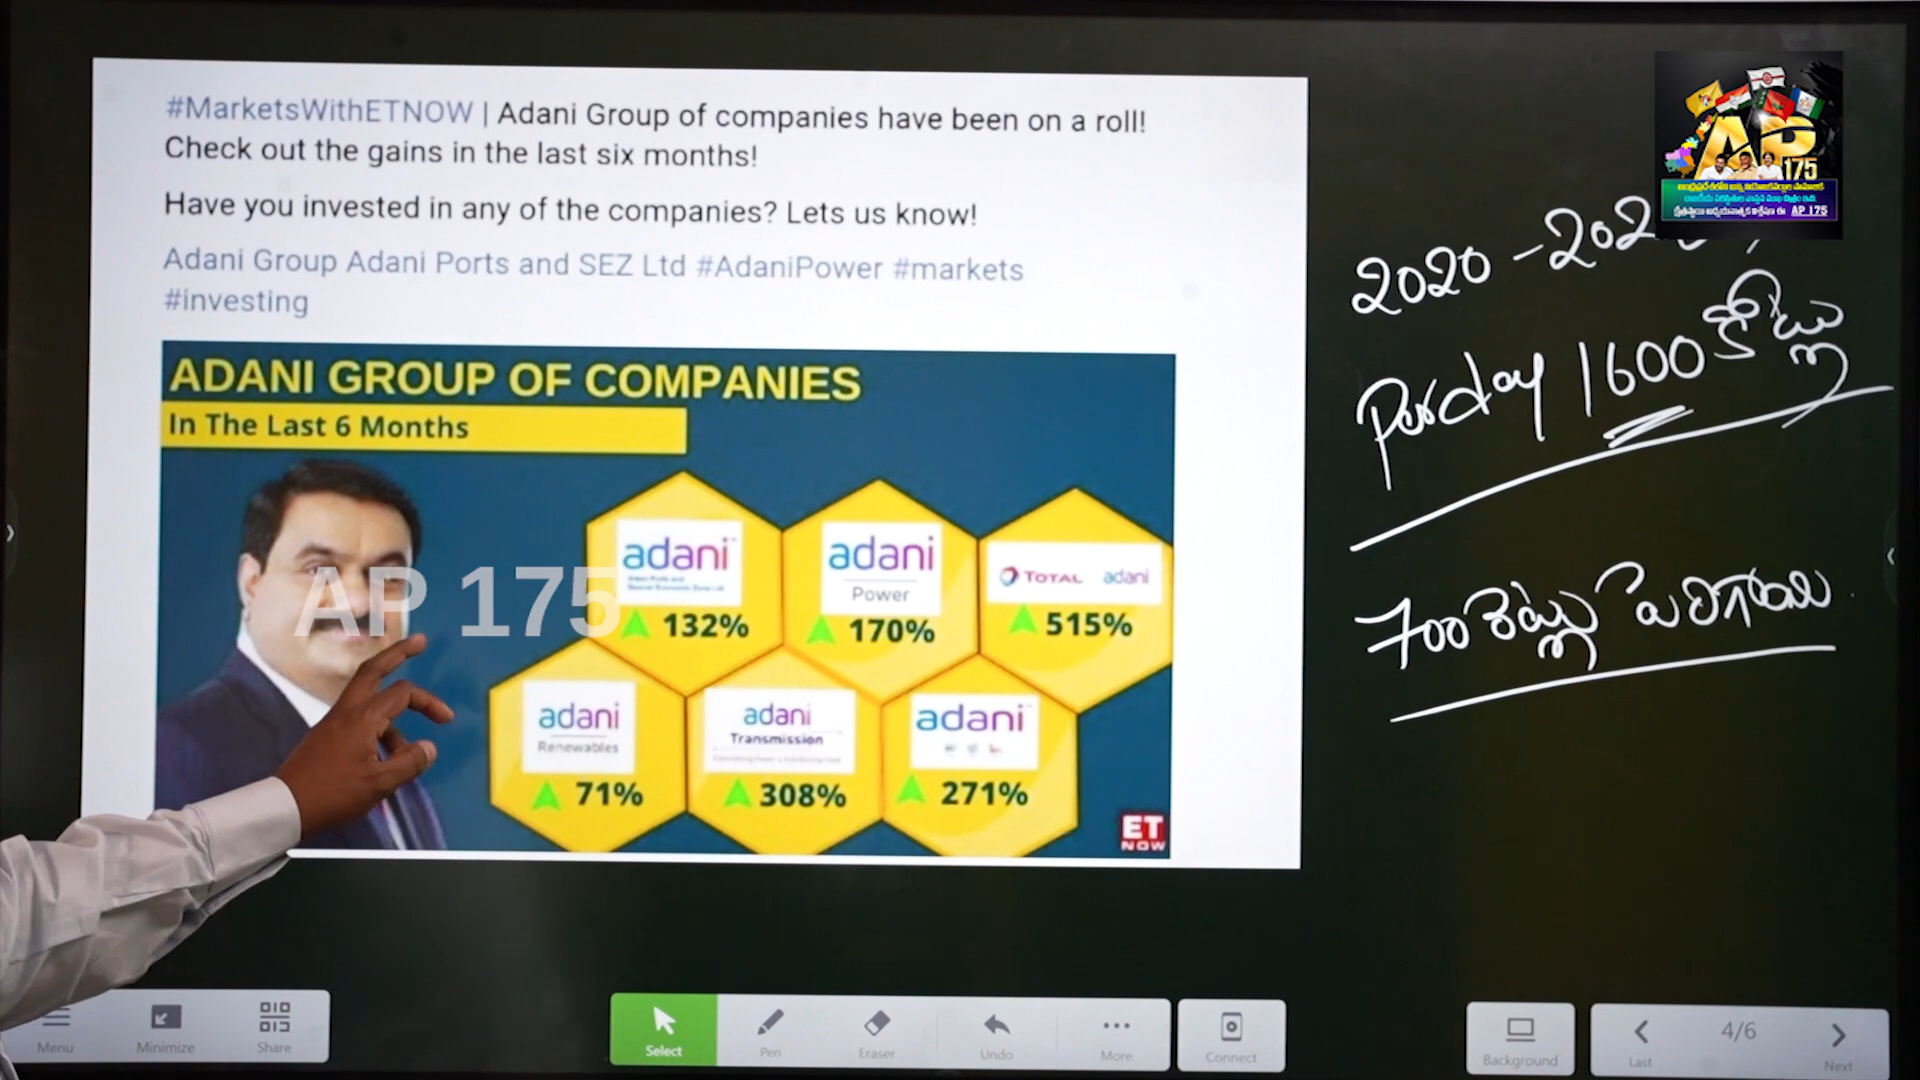 #MarketsWithETNOW | Adani Group of companies have been on a roll!
Check out the gains in the last six months!
Have you invested in any of the companies? Lets us know!
Adani Group Adani Ports and SEZ Ltd #AdaniPower #markets
#investing
ADANI GROUP OF COMPANIES
In The Last 6 Months
adani
132%
adani
Power
170%
TOTAL adani
515%
adani
Renewables
71%
adani
Transmission
308%
adani
271%
ET
NOW
AP 175
AP
175
AP 175
2020 -
Perday 1600 కోట్లు
700 రెట్లు పెరిగాయి
Menu
Minimize
Share
Select
Pen
Eraser
Undo
More
Connect
Background
Last
4/6
Next